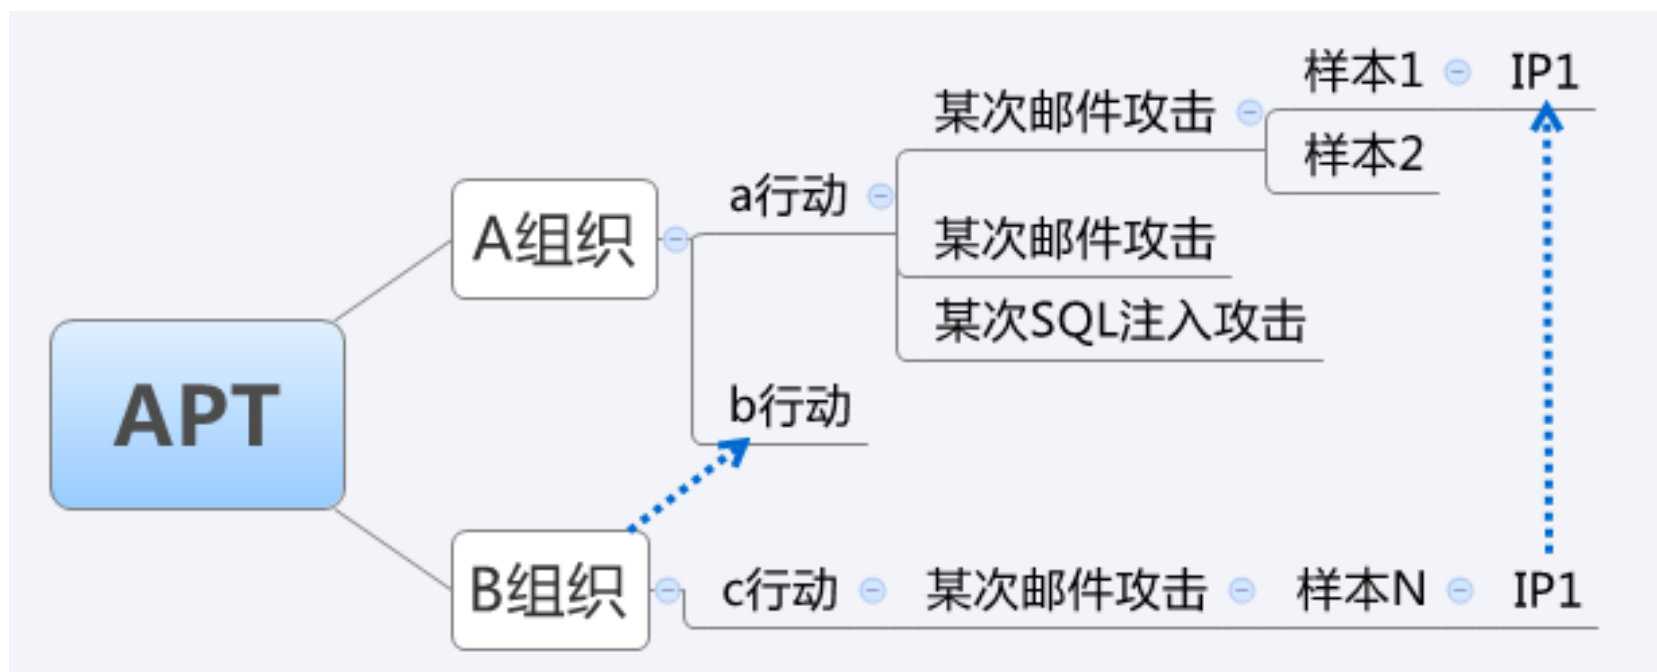 样本1 IP1
某次邮件攻击
样本2
a行动
A组织
某次邮件攻击
某次SQL注入攻击
APT
b行动
B组织
c行动 某次邮件攻击 样本N IP1